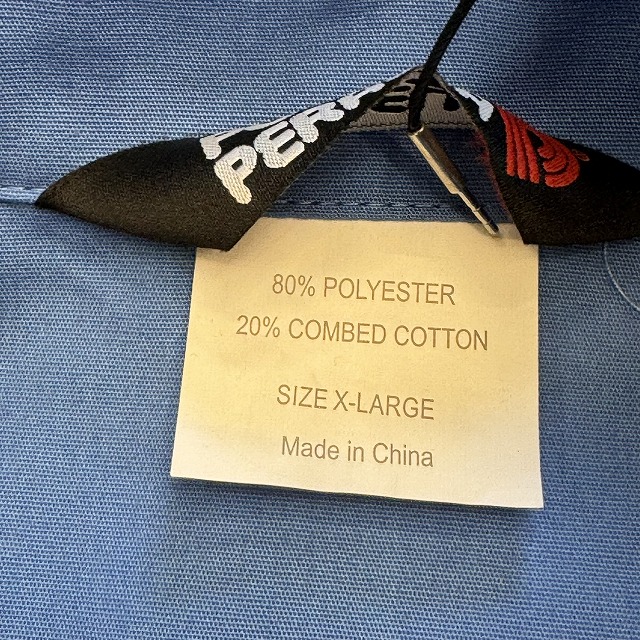 80% POLYESTER
20% COMBED COTTON
SIZE X-LARGE
Made in China